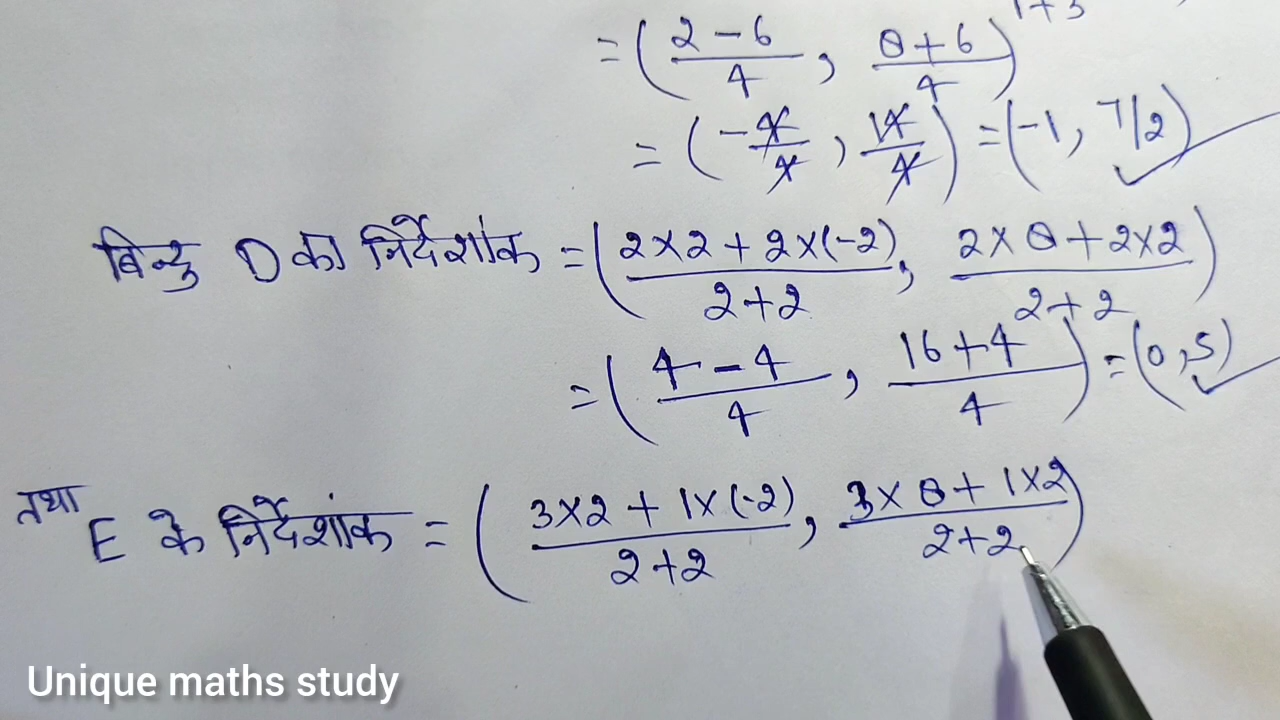 1+3
= (2-6/4, 8+6/4)
= (-4/4, 14/4) = (-1, 7/2)
बिन्दु D का निर्देशांक = (2×2+2×(-2)/2+2, 2×8+2×2/2+2)
= (4-4/4, 16+4/4) = (0,5)
तथा E के निर्देशांक = (3×2+1×(-2)/2+2, 3×8+1×2/2+2)
Unique maths study